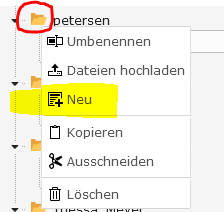 petersen
Umbenennen
Dateien hochladen
Neu
Kopieren
Ausschneiden
Löschen